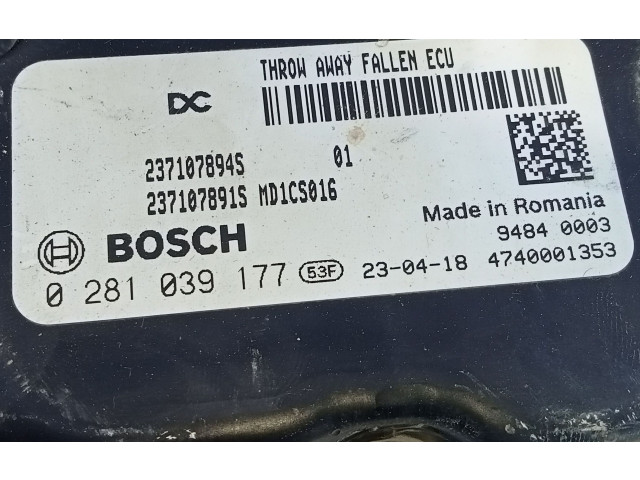 THROW AWAY FALLEN ECU
DC
237107894S 01
237107891S MD1CS016
Made in Romania
BOSCH
9484 0003
0 281 039 177 53F 23-04-18 4740001353